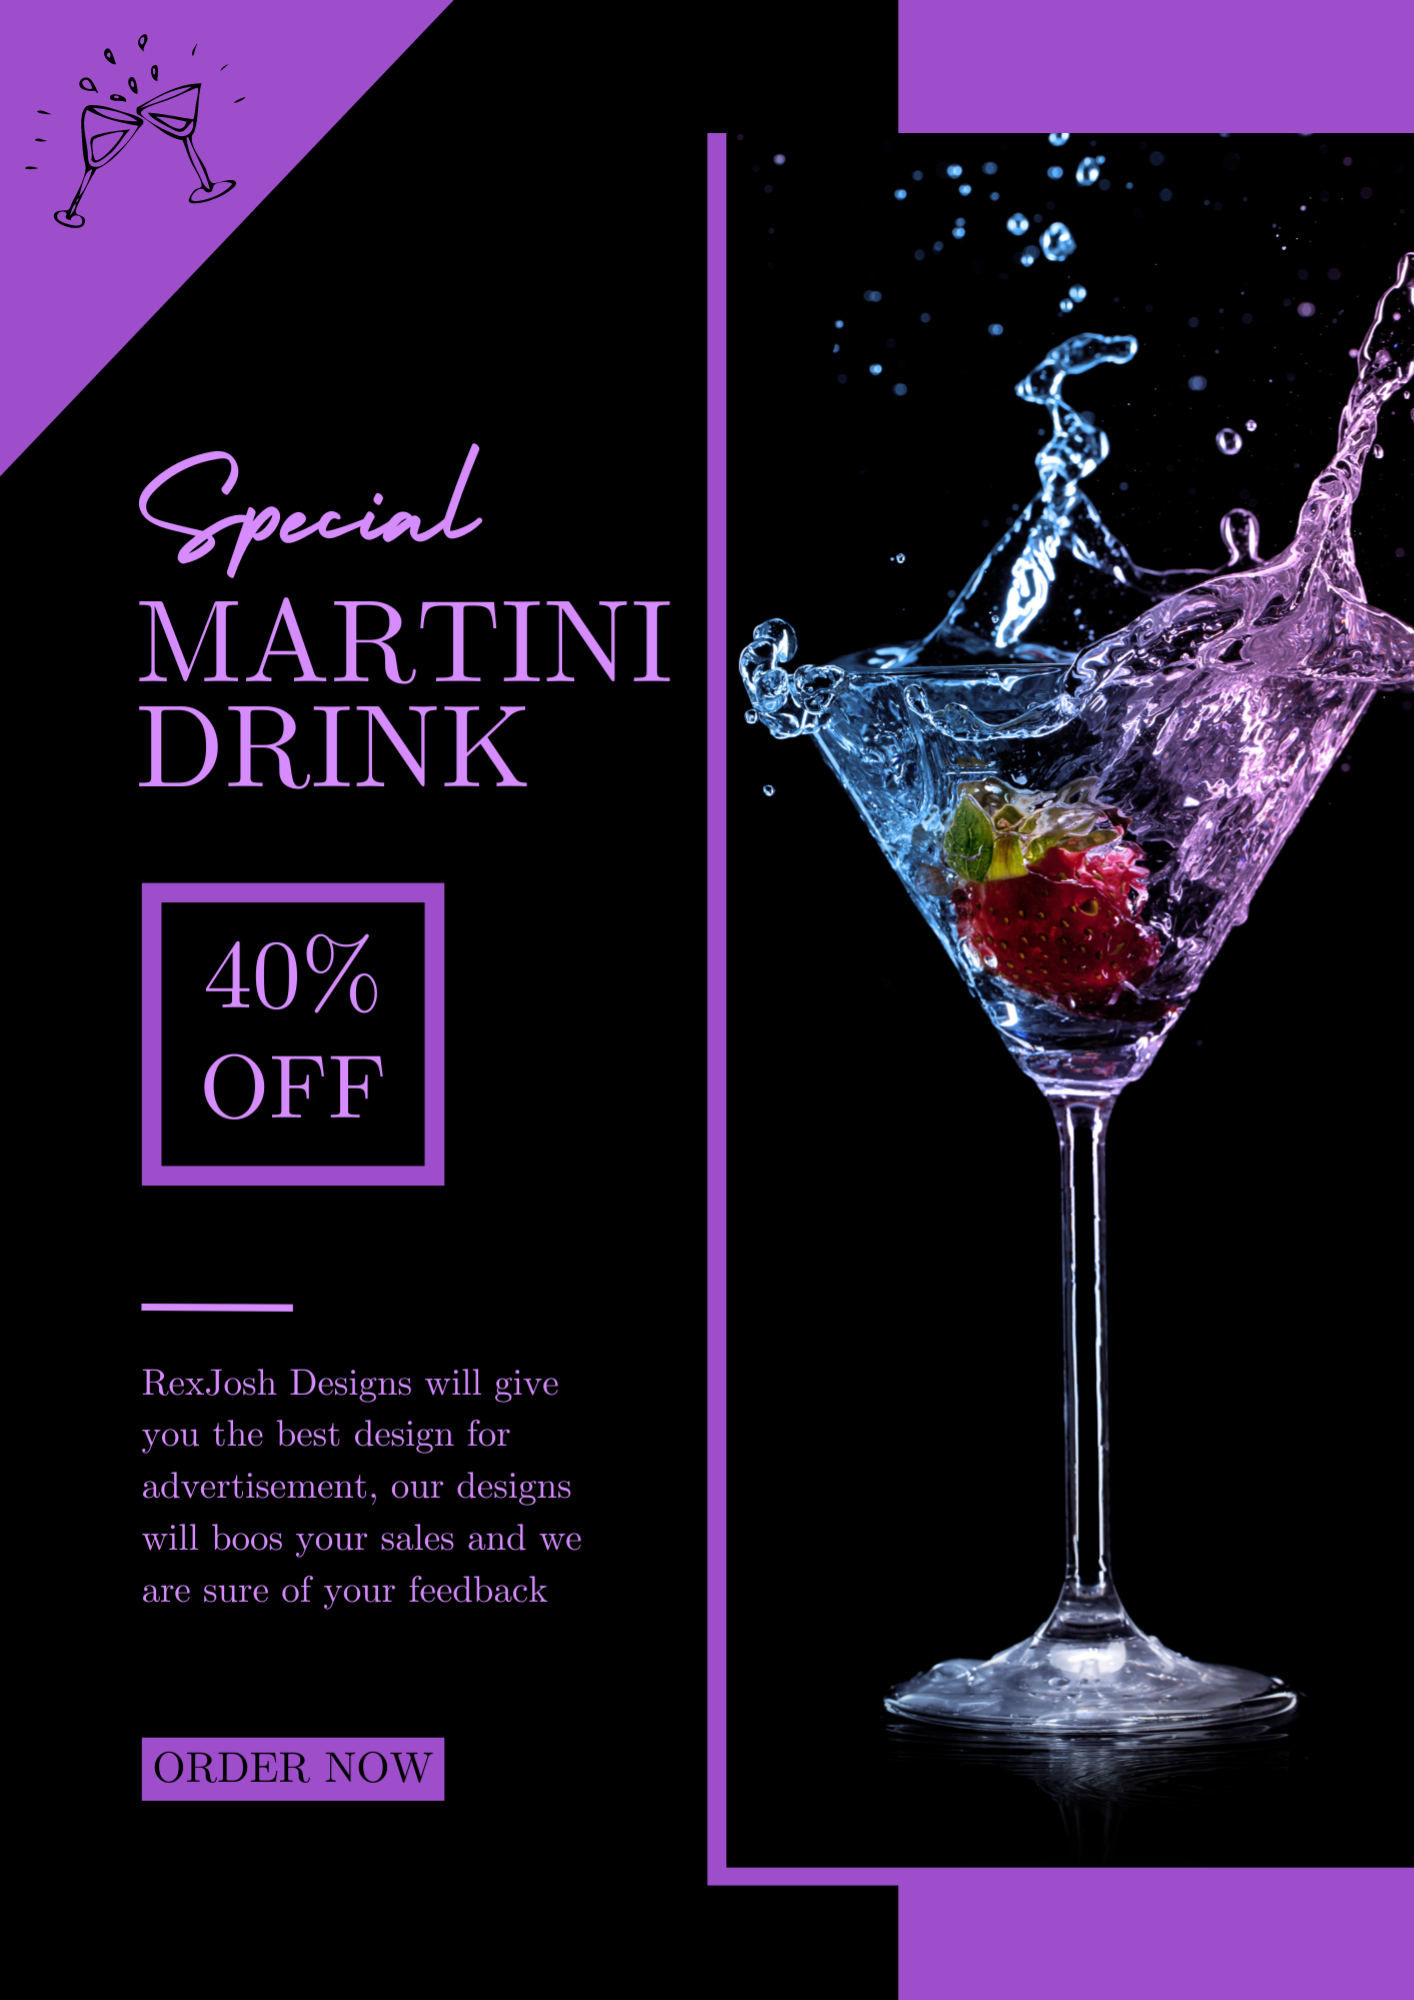 Special
MARTINI
DRINK
40%
OFF
RexJosh Designs will give
you the best design for
advertisement, our designs
will boos your sales and we
are sure of your feedback
ORDER NOW